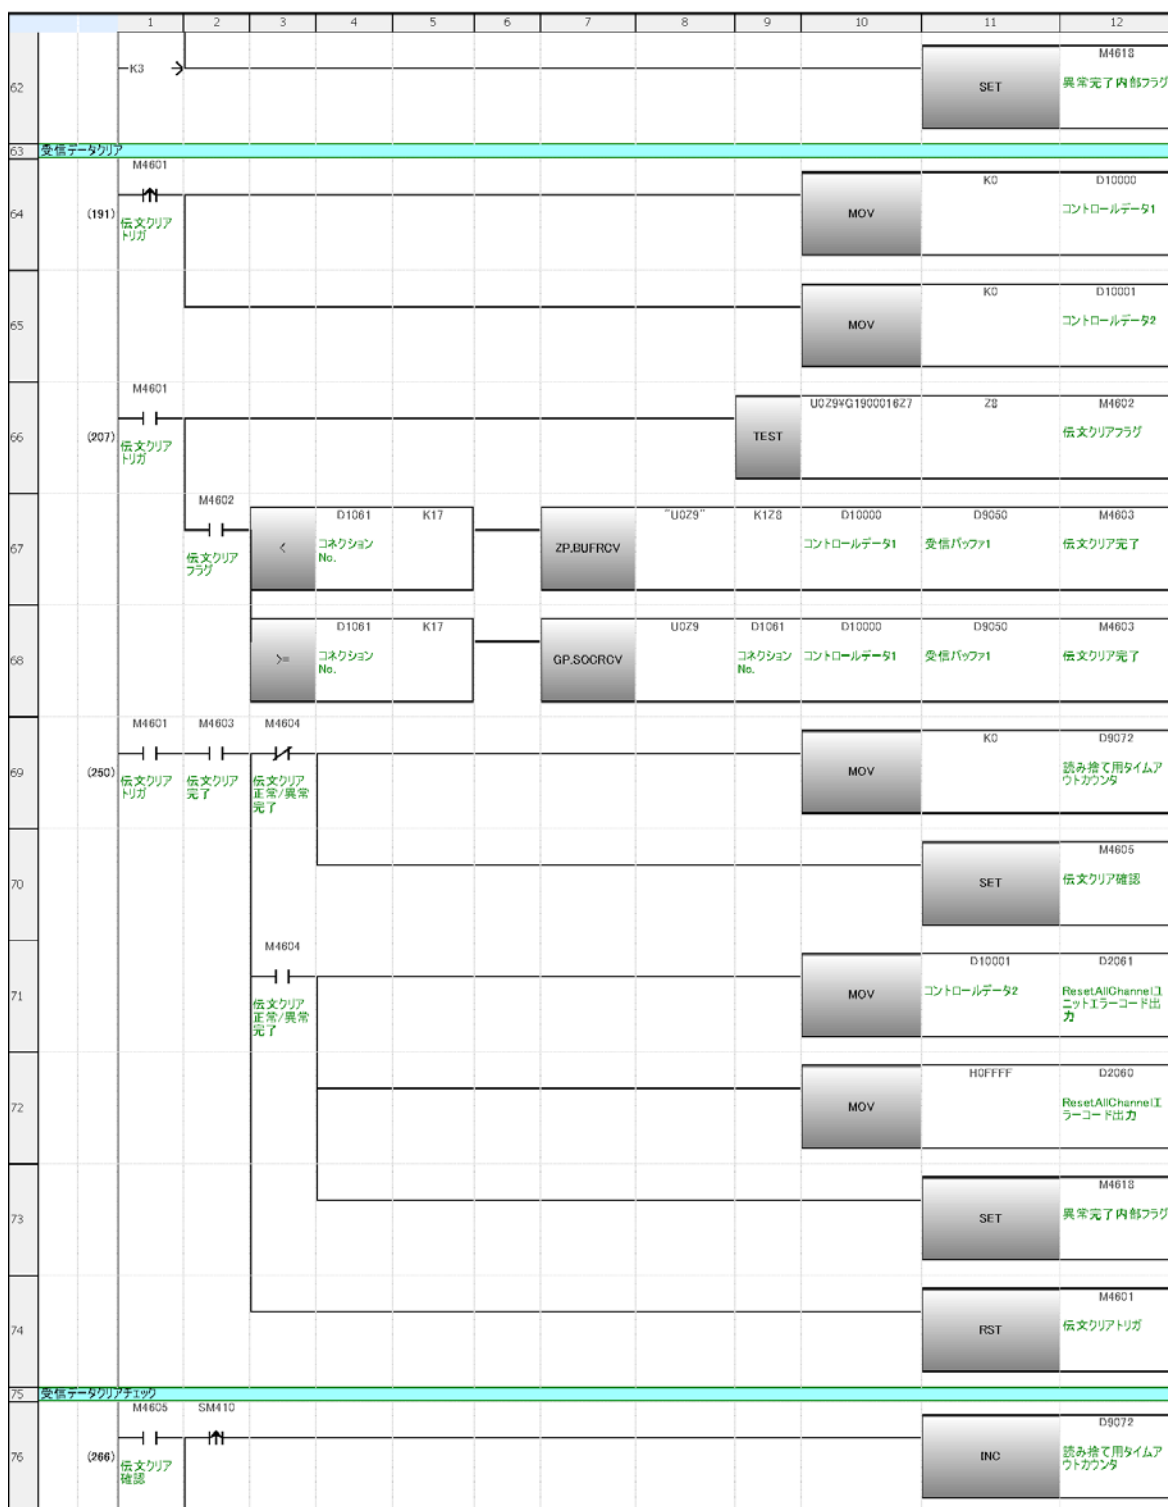 1 2 3 4 5 6 7 8 9 10 11 12
K3
M4618
62
SET
異常完了内部フラグ
63 受信データクリア
M4601
K0 D10000
64 (191)
伝文クリア
トリガ
MOV
コントロールデータ1
K0 D10001
65
MOV
コントロールデータ2
M4601
U0Z9¥G1900016Z7 Z8 M4602
66 (207)
伝文クリア
トリガ
TEST
伝文クリアフラグ
M4602
D1061 K17 "U0Z9" K1Z8 D10000 D9050 M4603
67
伝文クリア
フラグ
<
コネクション
No.
ZP.BUFRCV
コントロールデータ1 受信バッファ1 伝文クリア完了
D1061 K17 U0Z9 D1061 D10000 D9050 M4603
68
>=
コネクション
No.
GP.SOCRCV
コネクション
No.
コントロールデータ1 受信バッファ1 伝文クリア完了
M4601 M4603 M4604
K0 D9072
69 (250)
伝文クリア
トリガ
伝文クリア
完了
伝文クリア
正常/異常
完了
MOV
読み捨て用タイムア
ウトカウンタ
M4605
70
SET
伝文クリア確認
M4604
D10001 D2061
71
伝文クリア
正常/異常
完了
MOV
コントロールデータ2
ResetAllChannelユ
ニットエラーコード出
力
H0FFFF D2060
72
MOV
ResetAllChannelエ
ラーコード出力
M4618
73
SET
異常完了内部フラグ
M4601
74
RST
伝文クリアトリガ
75 受信データクリアチェック
M4605 SM410
D9072
76 (266)
伝文クリア
確認
INC
読み捨て用タイムア
ウトカウンタ